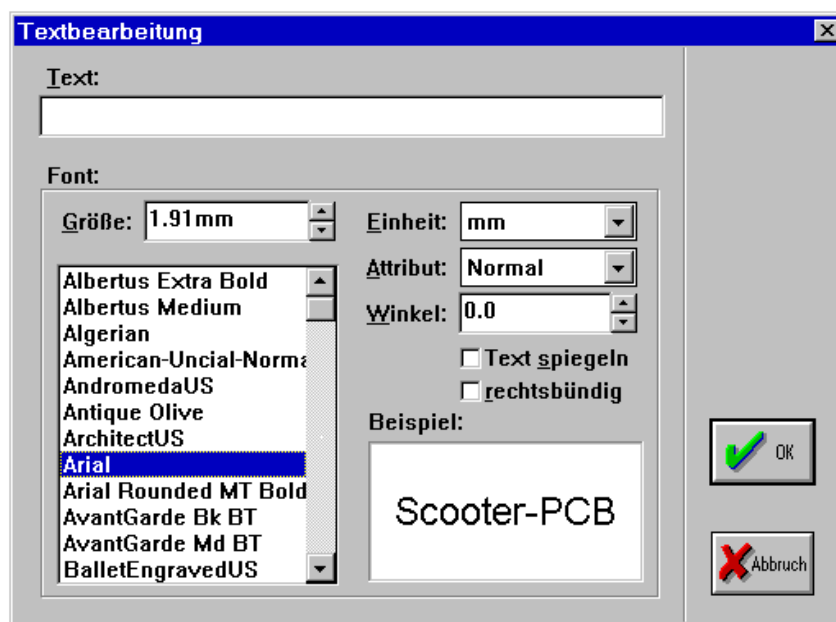 Textbearbeitung
Text:
Font:
Größe: 1.91mm
Einheit: mm
Attribut: Normal
Winkel: 0.0
Text spiegeln
rechtsbündig
Albertus Extra Bold
Albertus Medium
Algerian
American-Uncial-Norma
AndromedaUS
Antique Olive
ArchitectUS
Arial
Arial Rounded MT Bold
AvantGarde Bk BT
AvantGarde Md BT
BalletEngravedUS
Beispiel:
Scooter-PCB
OK
Abbruch